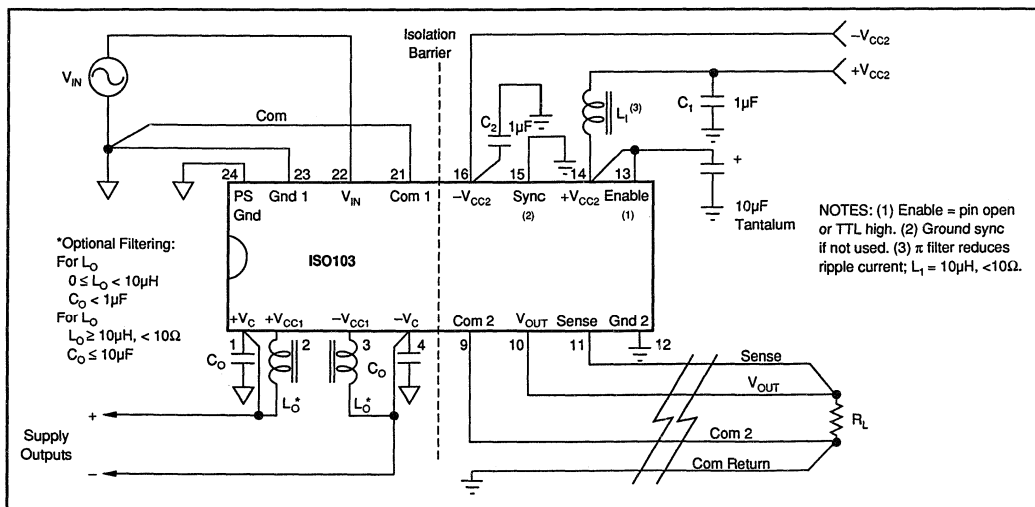 Isolation
Barrier
−V_CC2
+V_CC2
V_IN
Com
C_2
1µF
L_I (3)
C_1
1µF
+
10µF
Tantalum
24 23 22 21 16 15 14 13
PS
Gnd
Gnd 1
V_IN
Com 1
−V_CC2
Sync
(2)
+V_CC2
Enable
(1)
NOTES: (1) Enable = pin open
or TTL high. (2) Ground sync
if not used. (3) π filter reduces
ripple current; L_1 = 10µH, <10Ω.
*Optional Filtering:
For L_O
0 ≤ L_O < 10µH
C_O < 1µF
For L_O
L_O ≥ 10µH, < 10Ω
C_O ≤ 10µF
ISO103
+V_C +V_CC1 −V_CC1 −V_C
Com 2 V_OUT Sense Gnd 2
1 2 3 4 9 10 11 12
C_O
L_O*
L_O*
C_O
Sense
V_OUT
R_L
Com 2
Com Return
+
Supply
Outputs
−